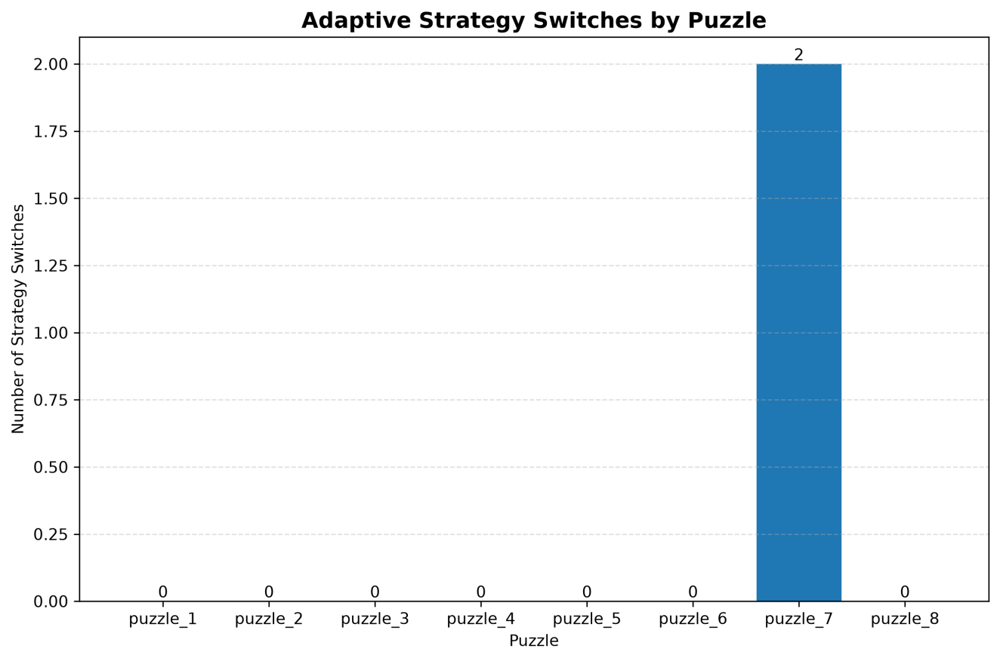 Adaptive Strategy Switches by Puzzle
Number of Strategy Switches
2.00
1.75
1.50
1.25
1.00
0.75
0.50
0.25
0.00
0
0
0
0
0
0
2
0
puzzle_1
puzzle_2
puzzle_3
puzzle_4
puzzle_5
puzzle_6
puzzle_7
puzzle_8
Puzzle